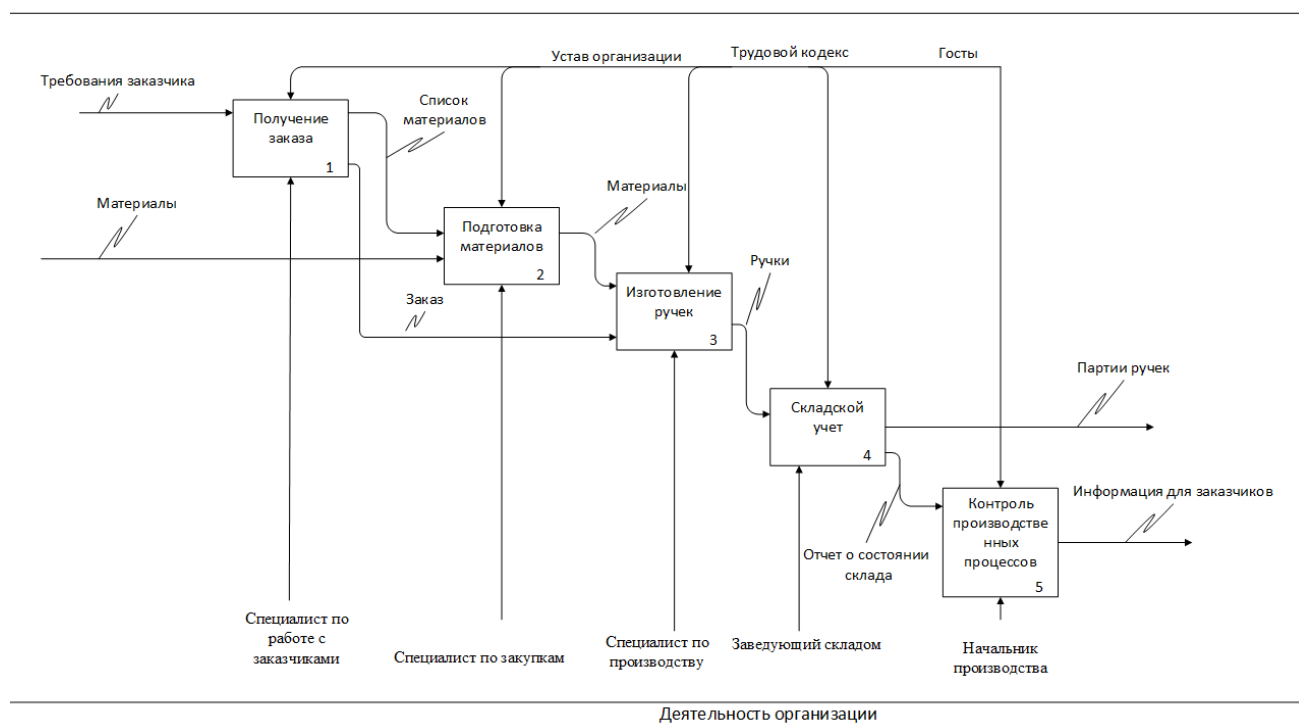 Устав организации
Трудовой кодекс
Госты
Требования заказчика
Получение
заказа
1
Список
материалов
Материалы
Подготовка
материалов
2
Материалы
Заказ
Изготовление
ручек
3
Ручки
Складской
учет
4
Партии ручек
Отчет о состоянии
склада
Контроль
производстве
нных
процессов
5
Информация для заказчиков
Специалист по
работе с
заказчиками
Специалист по закупкам
Специалист по
производству
Заведующий складом
Начальник
производства
Деятельность организации